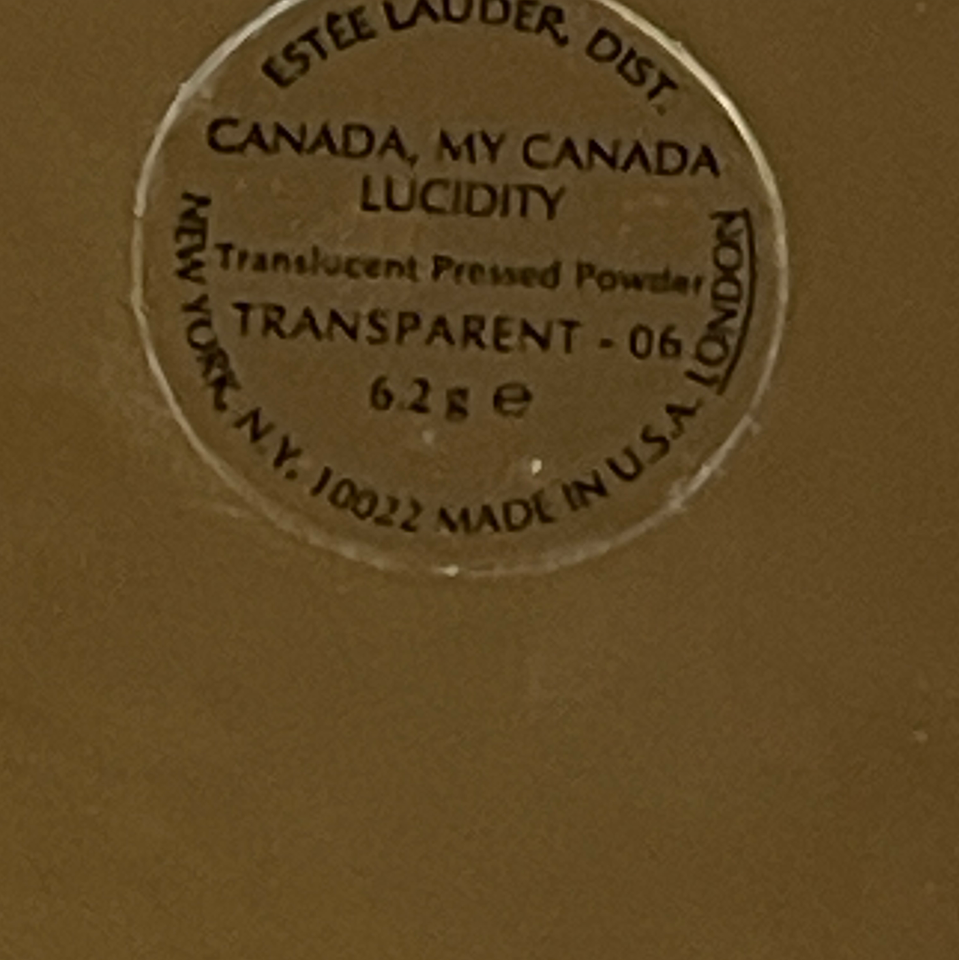 ESTÉE LAUDER, DIST.
CANADA, MY CANADA
LUCIDITY
Translucent Pressed Powder
TRANSPARENT - 06
6.2 g ℮
NEW YORK, N.Y. 10022 MADE IN U.S.A. LONDON